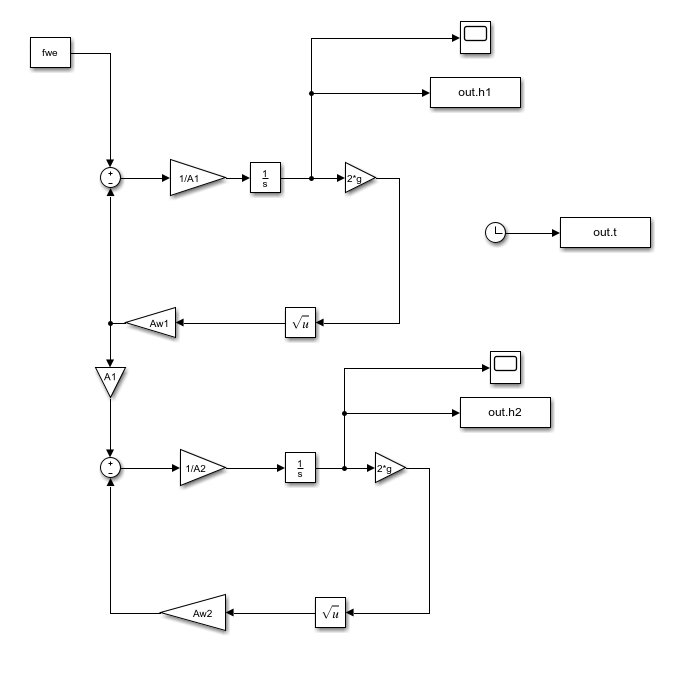 fwe
out.h1
+
−
1/A1
1
s
2*g
out.t
Aw1
√u
A1
out.h2
+
−
1/A2
1
s
2*g
Aw2
√u